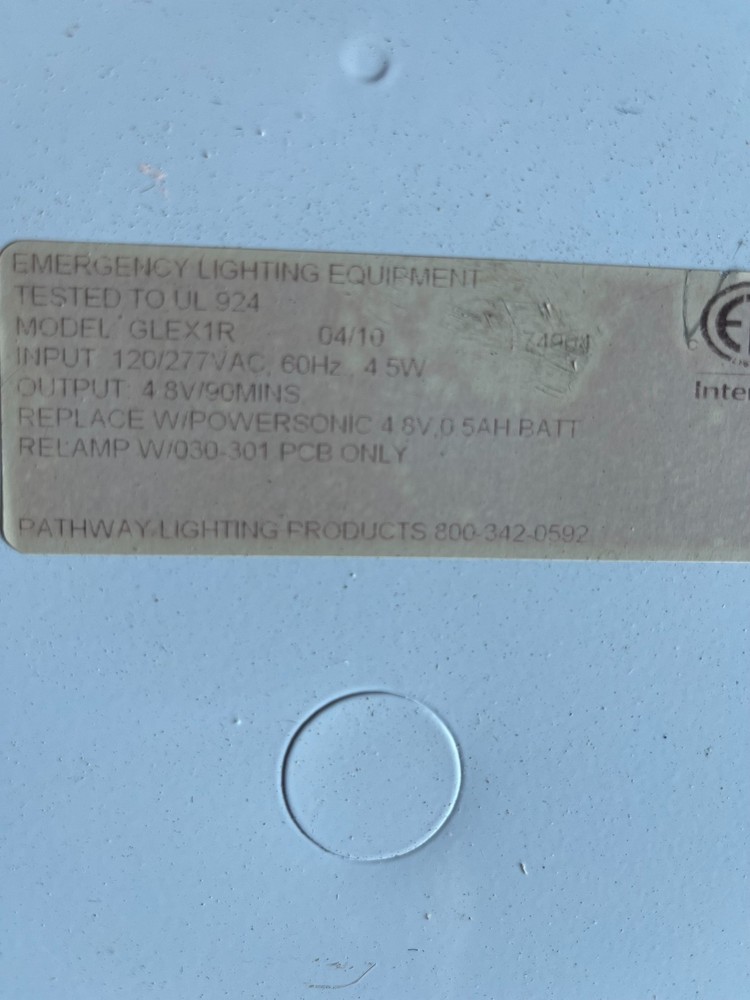 EMERGENCY LIGHTING EQUIPMENT
TESTED TO UL 924
MODEL GLEX1R 04/10
INPUT 120/277VAC, 60Hz, 4.5W
OUTPUT: 4.8V/90MINS
REPLACE W/POWERSONIC 4.8V,0.5AH BATT
RELAMP W/030-301 PCB ONLY
PATHWAY LIGHTING PRODUCTS 800-342-0592
Inte